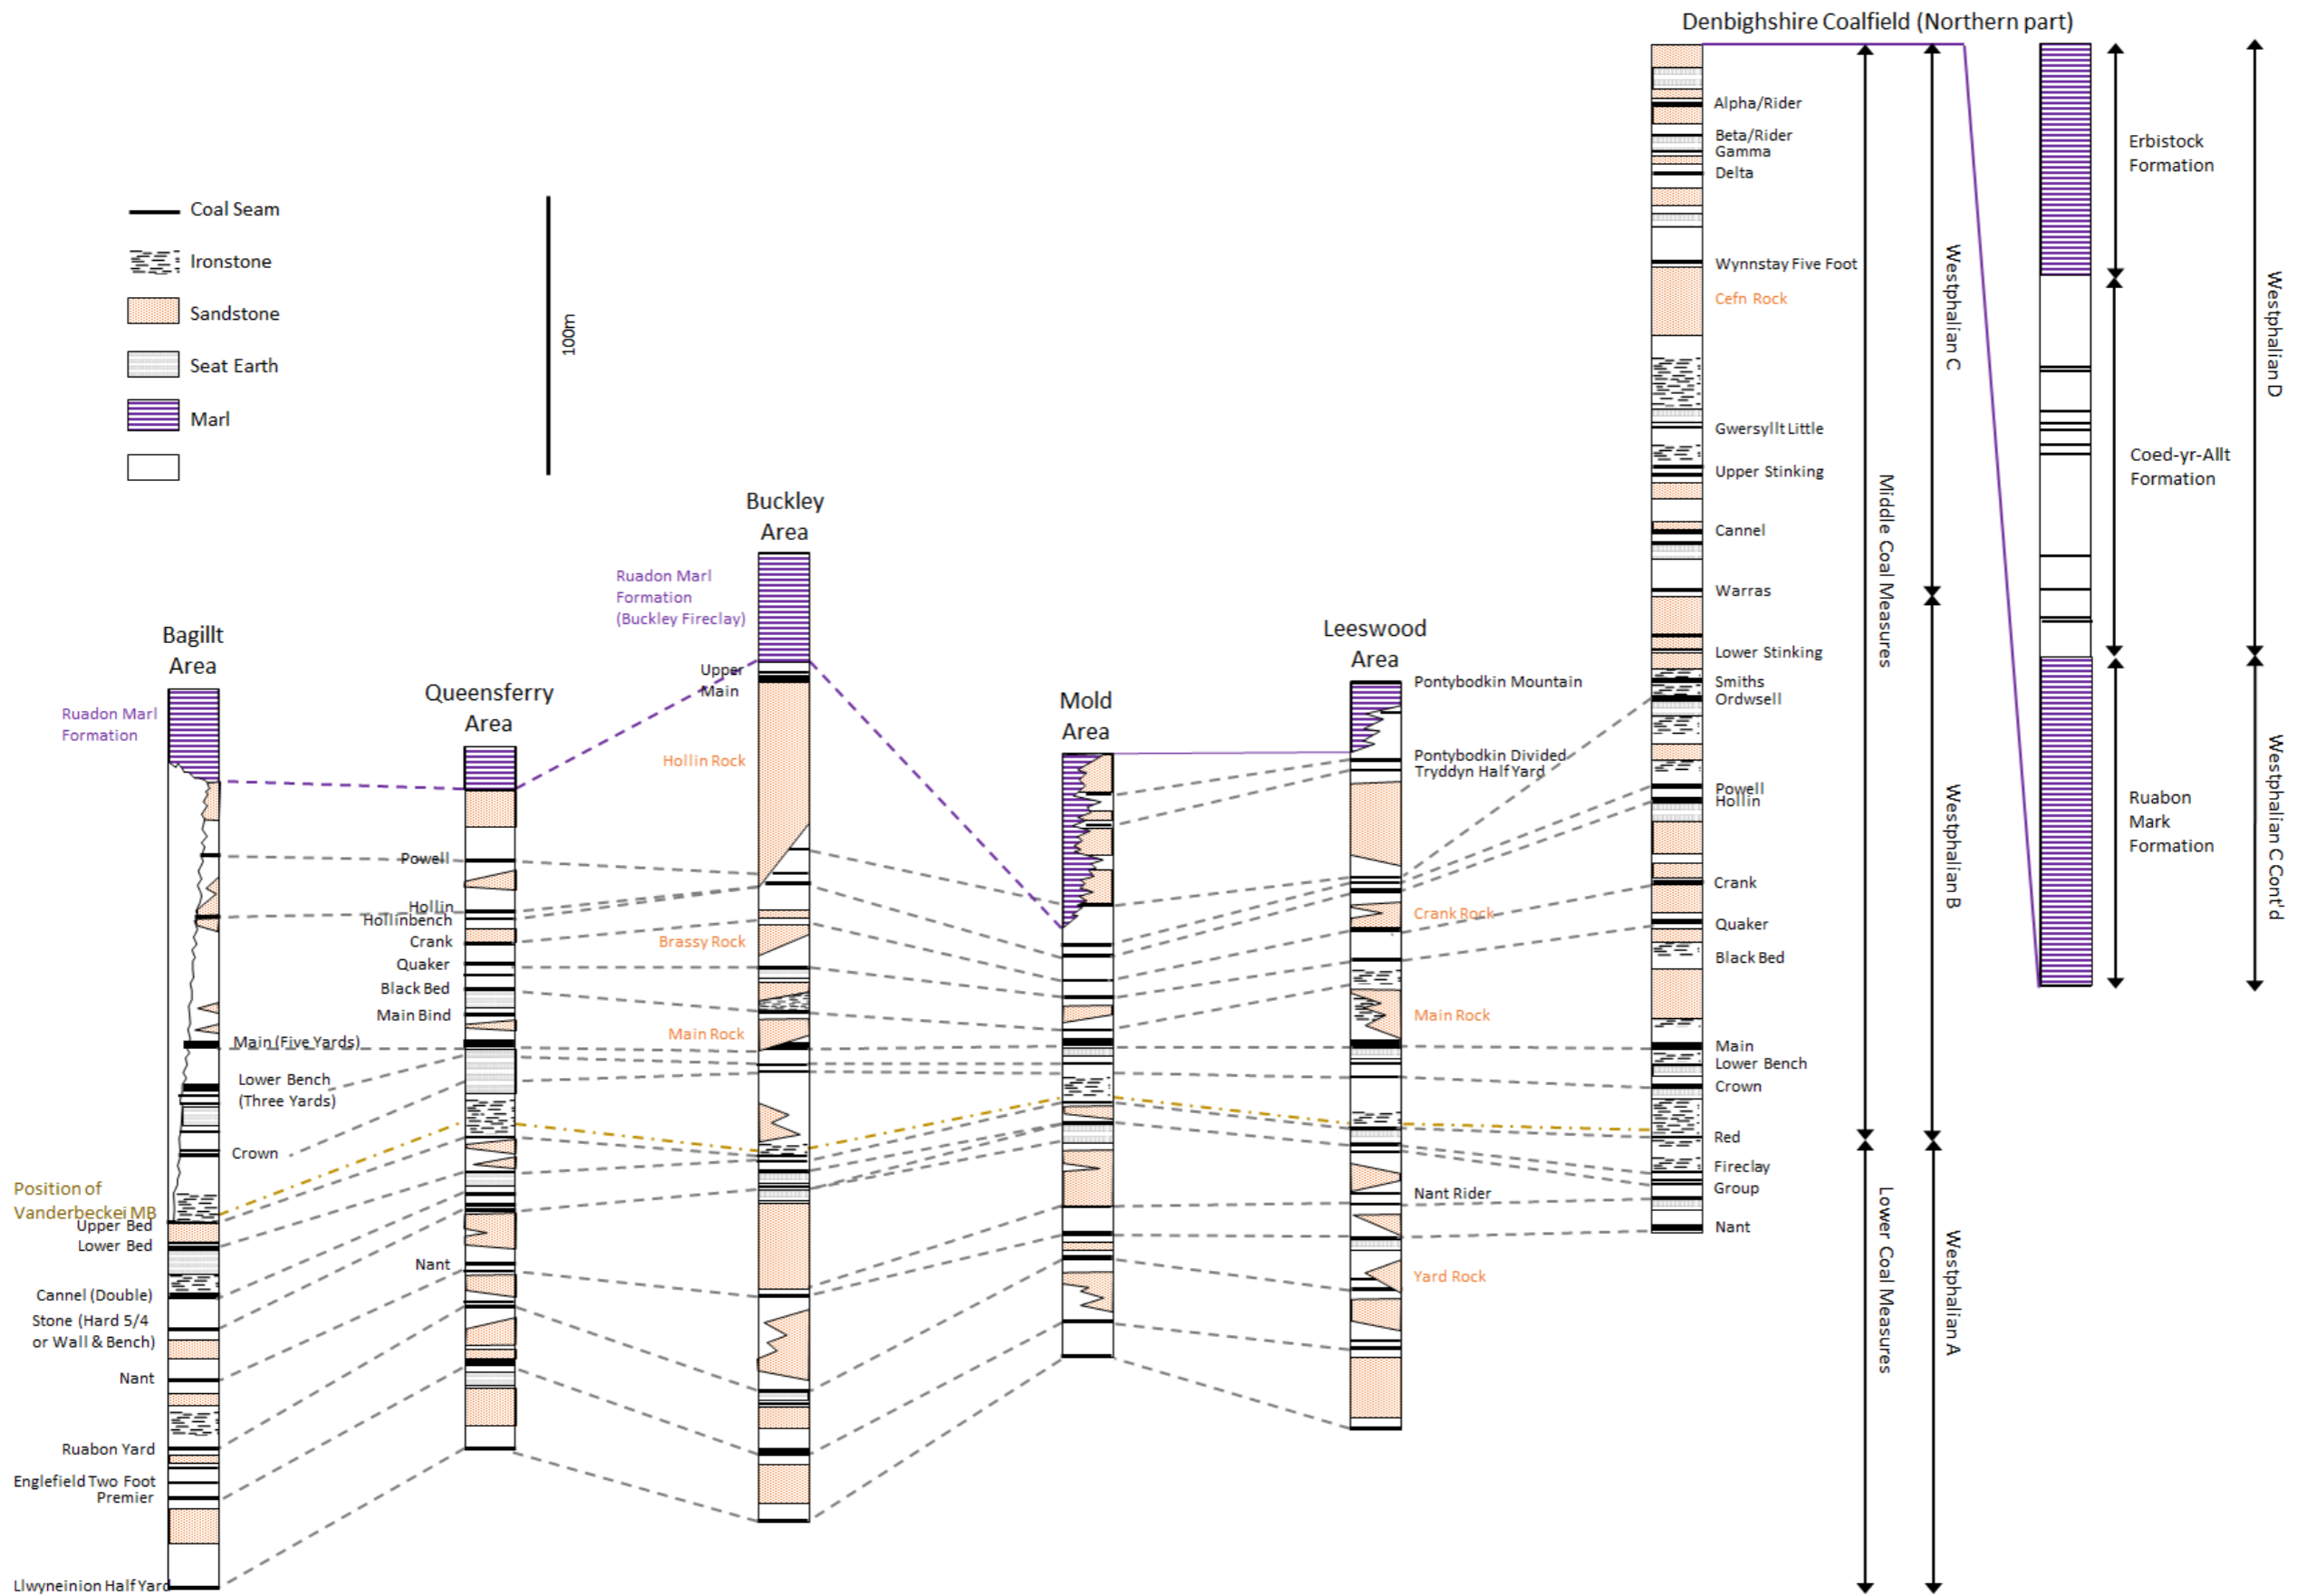 Denbighshire Coalfield (Northern part)
Coal Seam
Ironstone
Sandstone
Seat Earth
Marl
100m
Bagillt
Area
Ruadon Marl
Formation
Main (Five Yards)
Lower Bench
(Three Yards)
Crown
Position of
Vanderbeckei MB
Upper Bed
Lower Bed
Cannel (Double)
Stone (Hard 5/4
or Wall & Bench)
Nant
Ruabon Yard
Englefield Two Foot
Premier
Llwyneinion Half Yard
Queensferry
Area
Powell
Hollin
Hollinbench
Crank
Quaker
Black Bed
Main Bind
Nant
Buckley
Area
Ruadon Marl
Formation
(Buckley Fireclay)
Upper
Main
Hollin Rock
Brassy Rock
Main Rock
Mold
Area
Leeswood
Area
Pontybodkin Mountain
Pontybodkin Divided
Tryddyn Half Yard
Crank Rock
Main Rock
Nant Rider
Yard Rock
Alpha/Rider
Beta/Rider
Gamma
Delta
Wynnstay Five Foot
Cefn Rock
Gwersyllt Little
Upper Stinking
Cannel
Warras
Lower Stinking
Smiths
Ordwsell
Powell
Hollin
Crank
Quaker
Black Bed
Main
Lower Bench
Crown
Red
Fireclay
Group
Nant
Middle Coal Measures
Lower Coal Measures
Westphalian C
Westphalian B
Westphalian A
Erbistock
Formation
Coed-yr-Allt
Formation
Ruabon
Mark
Formation
Westphalian D
Westphalian C Cont'd